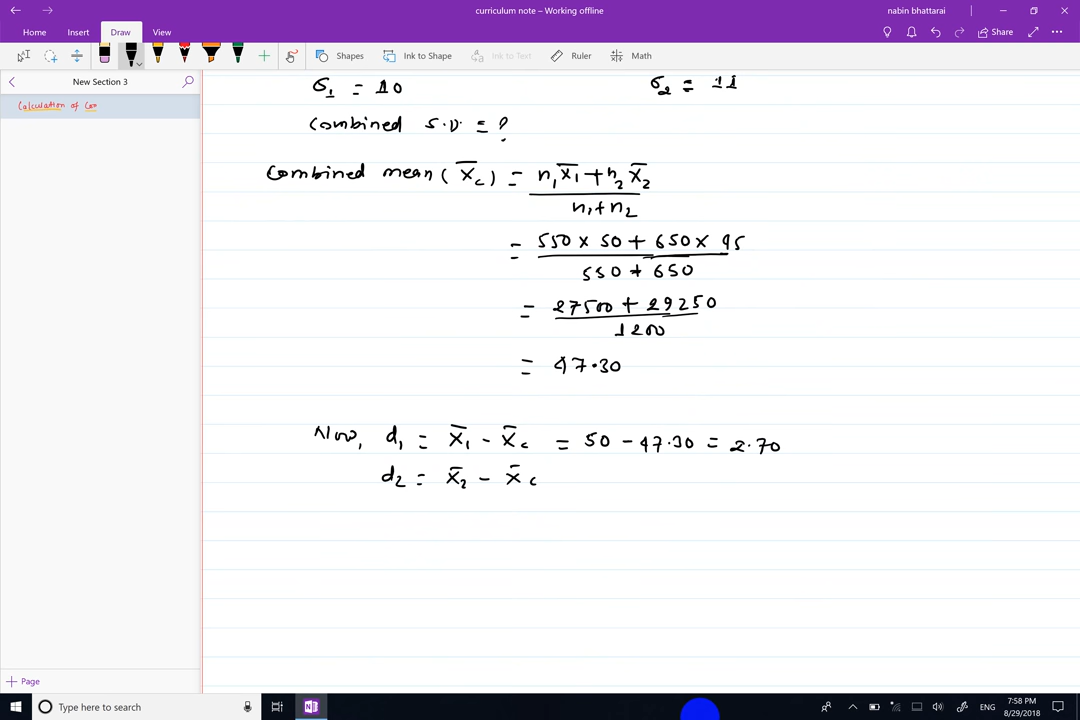 curriculum note – Working offline
nabin bhattarai
Home Insert Draw View
Share
Shapes Ink to Shape Ink to Text Ruler Math
New Section 3
Calculation of Com
σ1 = 10 σ2 = 11
Combined S.D. = ?
Combined mean ( X̄c ) = n1X̄1 + n2X̄2
n1+n2
= 550 × 50 + 650 × 45
550 + 650
= 27500 + 29250
1200
= 47.30
Now, d1 = X̄1 - X̄c = 50 - 47.30 = 2.70
d2 = X̄2 - X̄c
Page
Type here to search
ENG
7:58 PM
8/29/2018